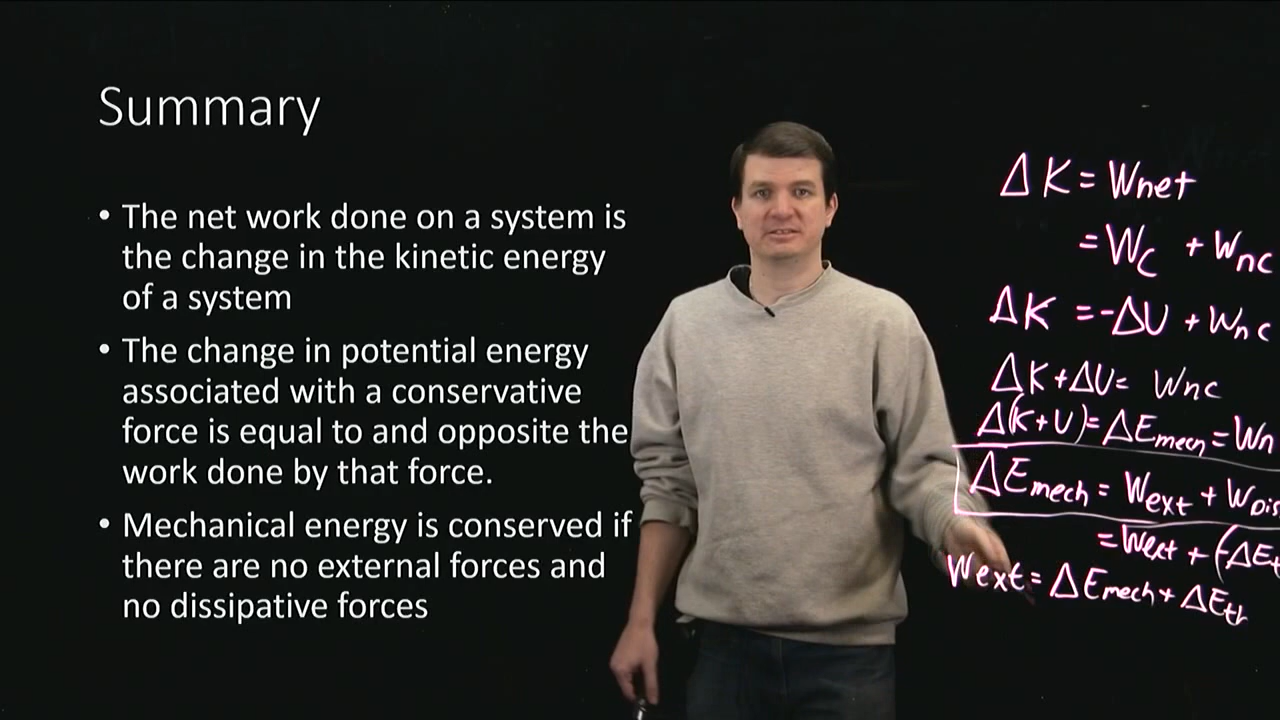 Summary
• The net work done on a system is
the change in the kinetic energy
of a system
• The change in potential energy
associated with a conservative
force is equal to and opposite the
work done by that force.
• Mechanical energy is conserved if
there are no external forces and
no dissipative forces
ΔK = Wnet
= Wc + Wnc
ΔK = -ΔU + Wnc
ΔK + ΔU = Wnc
Δ(K+U) = ΔEmech = Wn
ΔEmech = Wext + WDis
= Wext + (-ΔEt
Wext = ΔEmech + ΔEth